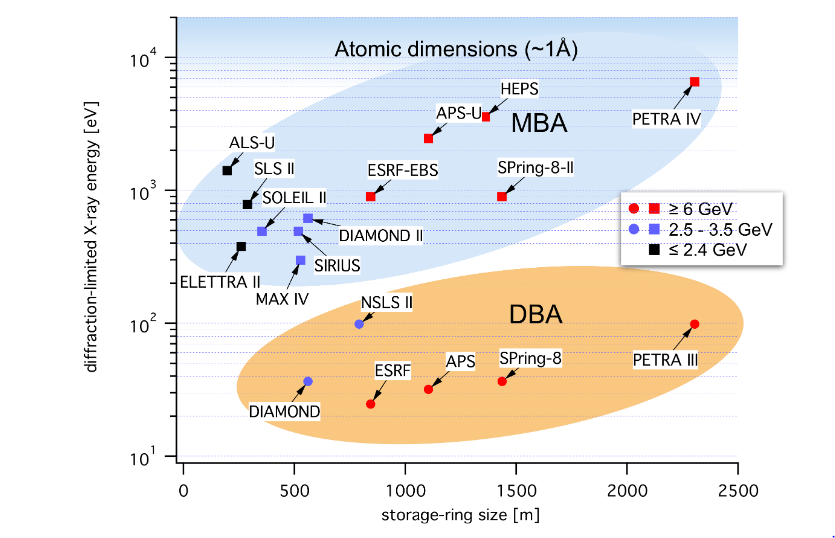 Atomic dimensions (~1Å)
10⁴
HEPS
APS-U
MBA
PETRA IV
ALS-U
SLS II
ESRF-EBS
SPring-8-II
10³
SOLEIL II
≥ 6 GeV
2.5 - 3.5 GeV
≤ 2.4 GeV
DIAMOND II
SIRIUS
ELETTRA II
MAX IV
diffraction-limited X-ray energy [eV]
NSLS II
DBA
10²
SPring-8
PETRA III
APS
ESRF
DIAMOND
10¹
0 500 1000 1500 2000 2500
storage-ring size [m]